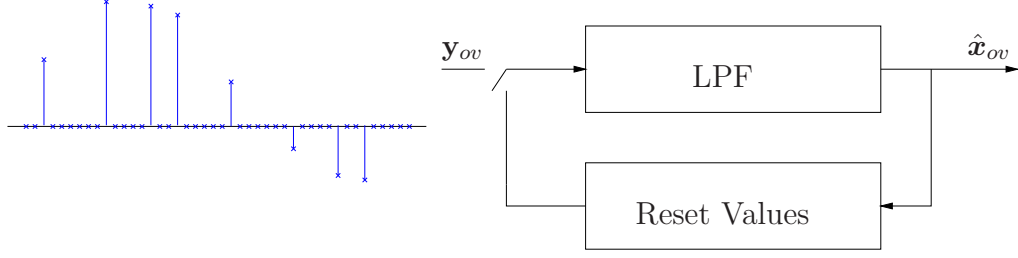 y_ov
LPF
x̂_ov
Reset Values